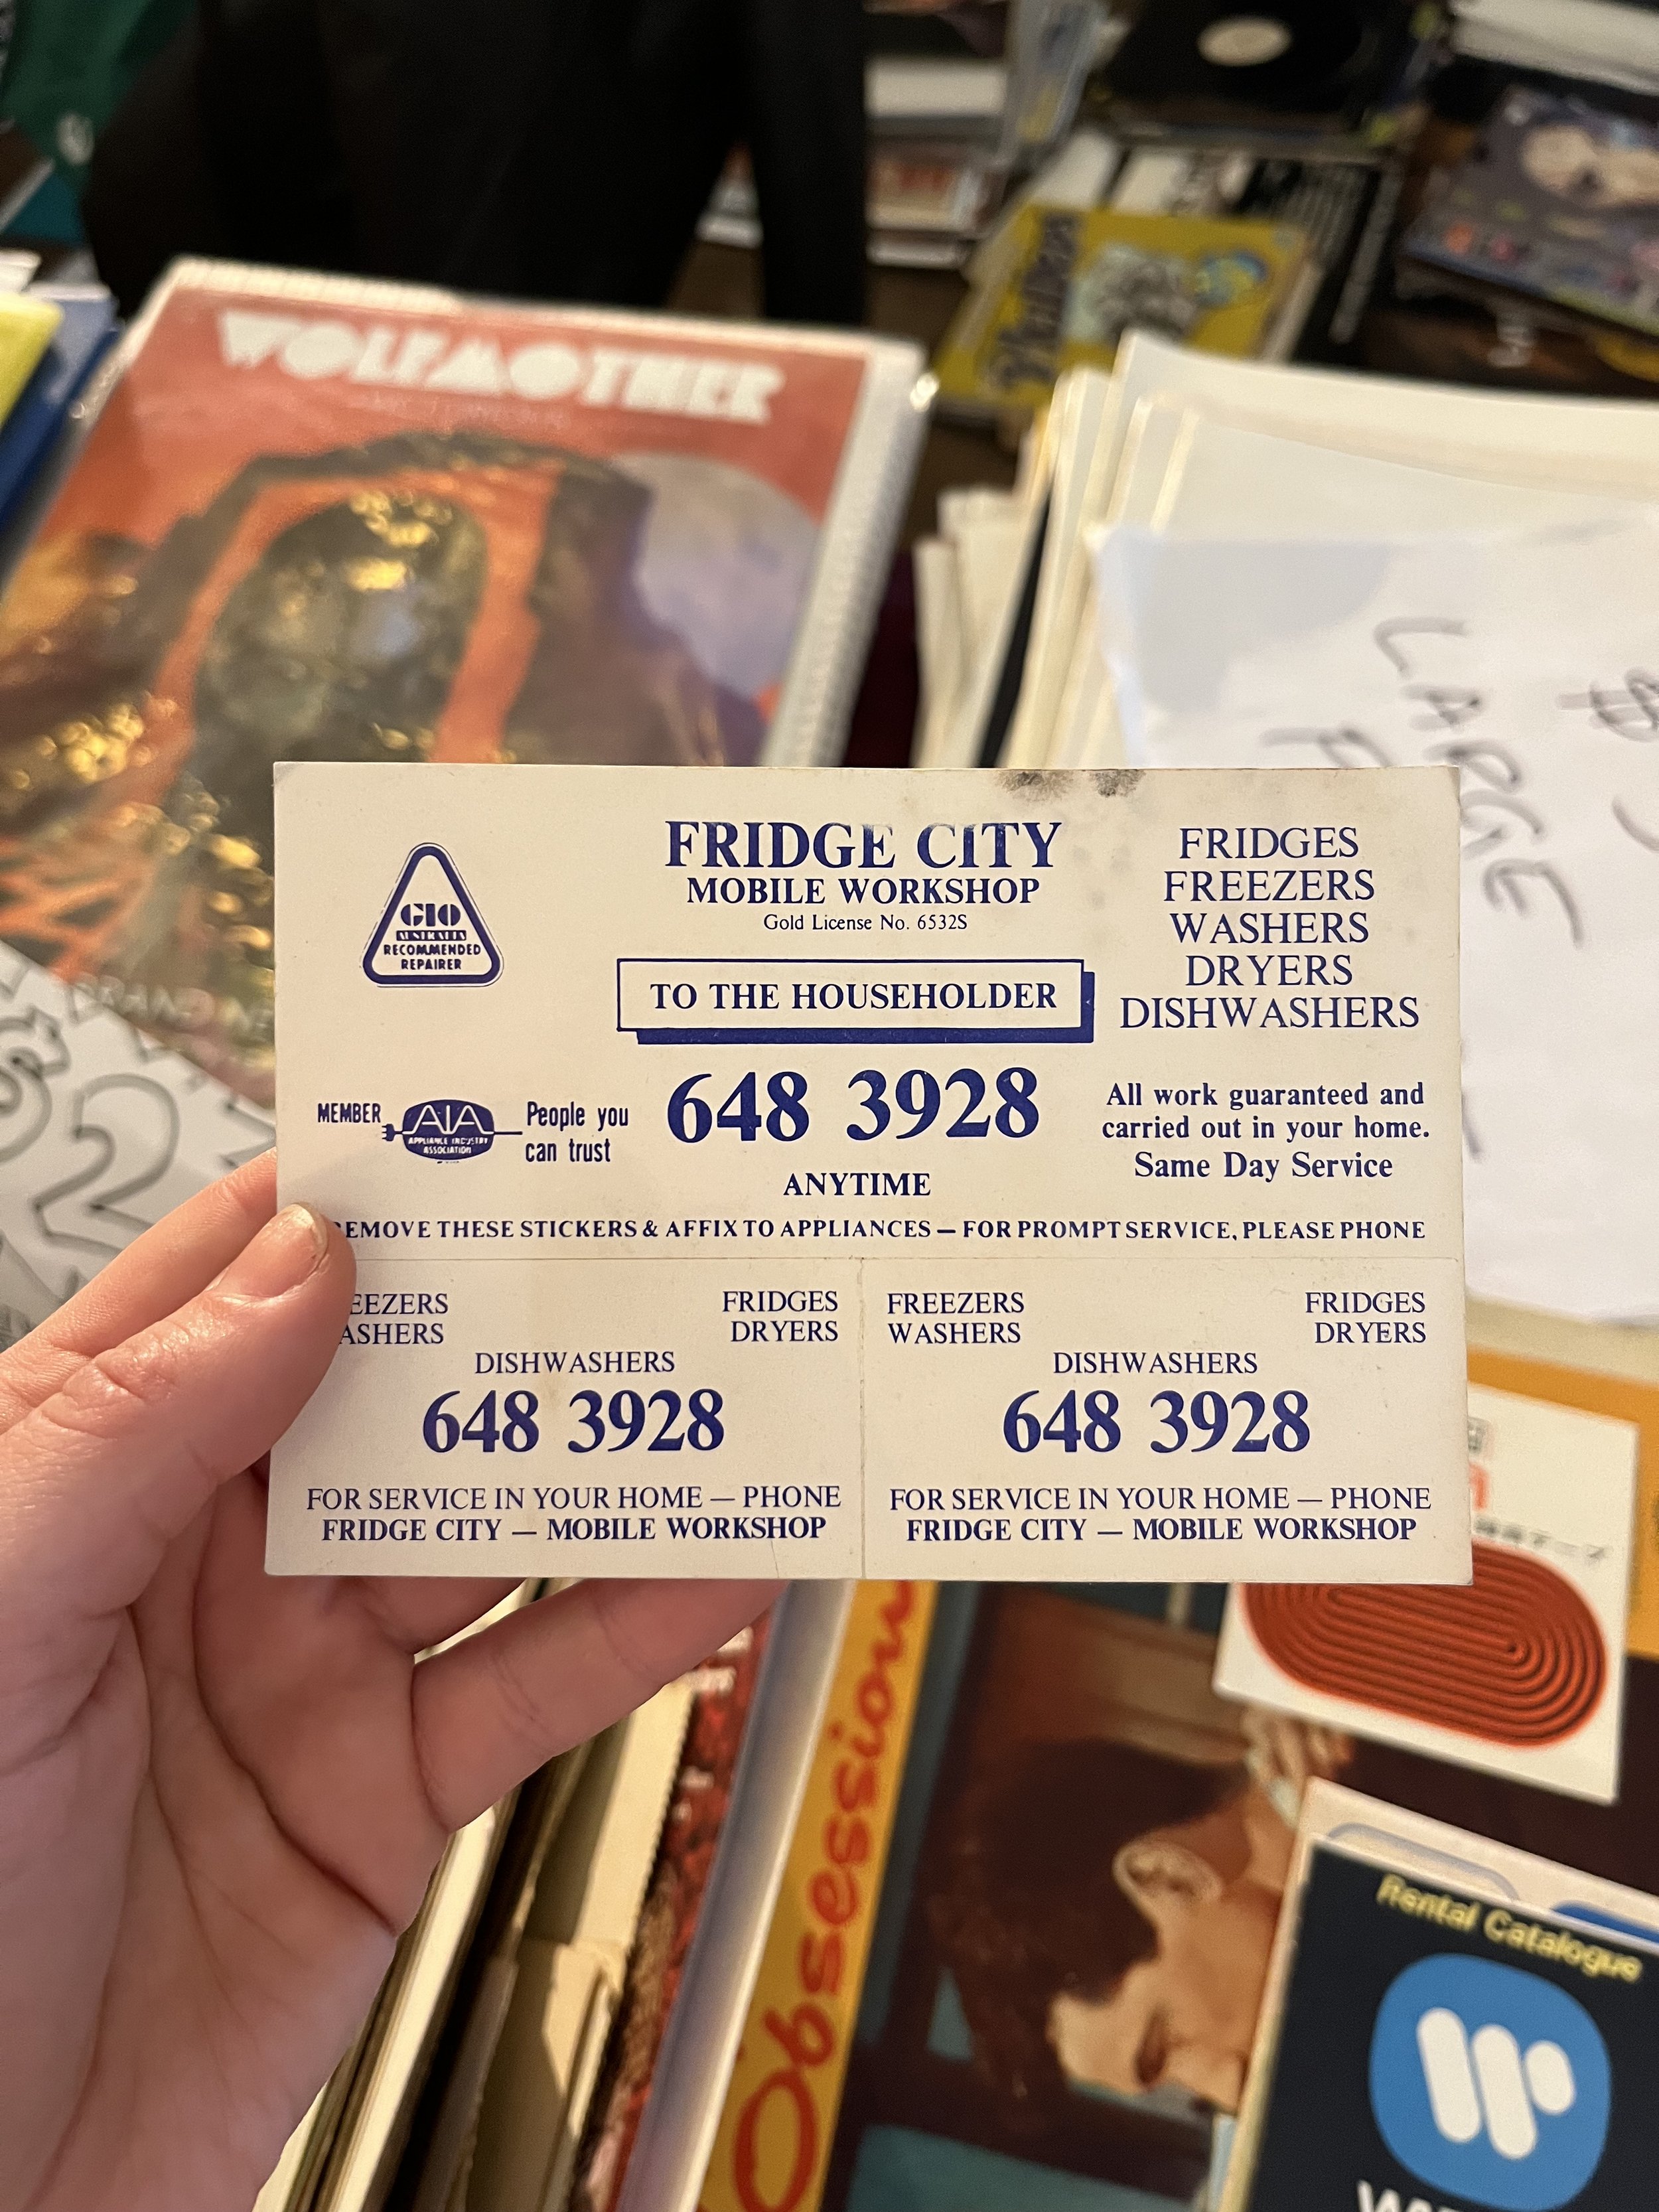 WOLFMOTHER
LARGE
GIO
AUSTRALIA
RECOMMENDED
REPAIRER
FRIDGE CITY
MOBILE WORKSHOP
Gold License No. 6532S
TO THE HOUSEHOLDER
648 3928
ANYTIME
FRIDGES
FREEZERS
WASHERS
DRYERS
DISHWASHERS
All work guaranteed and
carried out in your home.
Same Day Service
MEMBER
AIA
APPLIANCE INDUSTRY
ASSOCIATION
People you
can trust
EMOVE THESE STICKERS & AFFIX TO APPLIANCES — FOR PROMPT SERVICE, PLEASE PHONE
EEZERS FRIDGES
ASHERS DRYERS
DISHWASHERS
648 3928
FOR SERVICE IN YOUR HOME — PHONE
FRIDGE CITY — MOBILE WORKSHOP
FREEZERS FRIDGES
WASHERS DRYERS
DISHWASHERS
648 3928
FOR SERVICE IN YOUR HOME — PHONE
FRIDGE CITY — MOBILE WORKSHOP
Obsession
Rental Catalogue